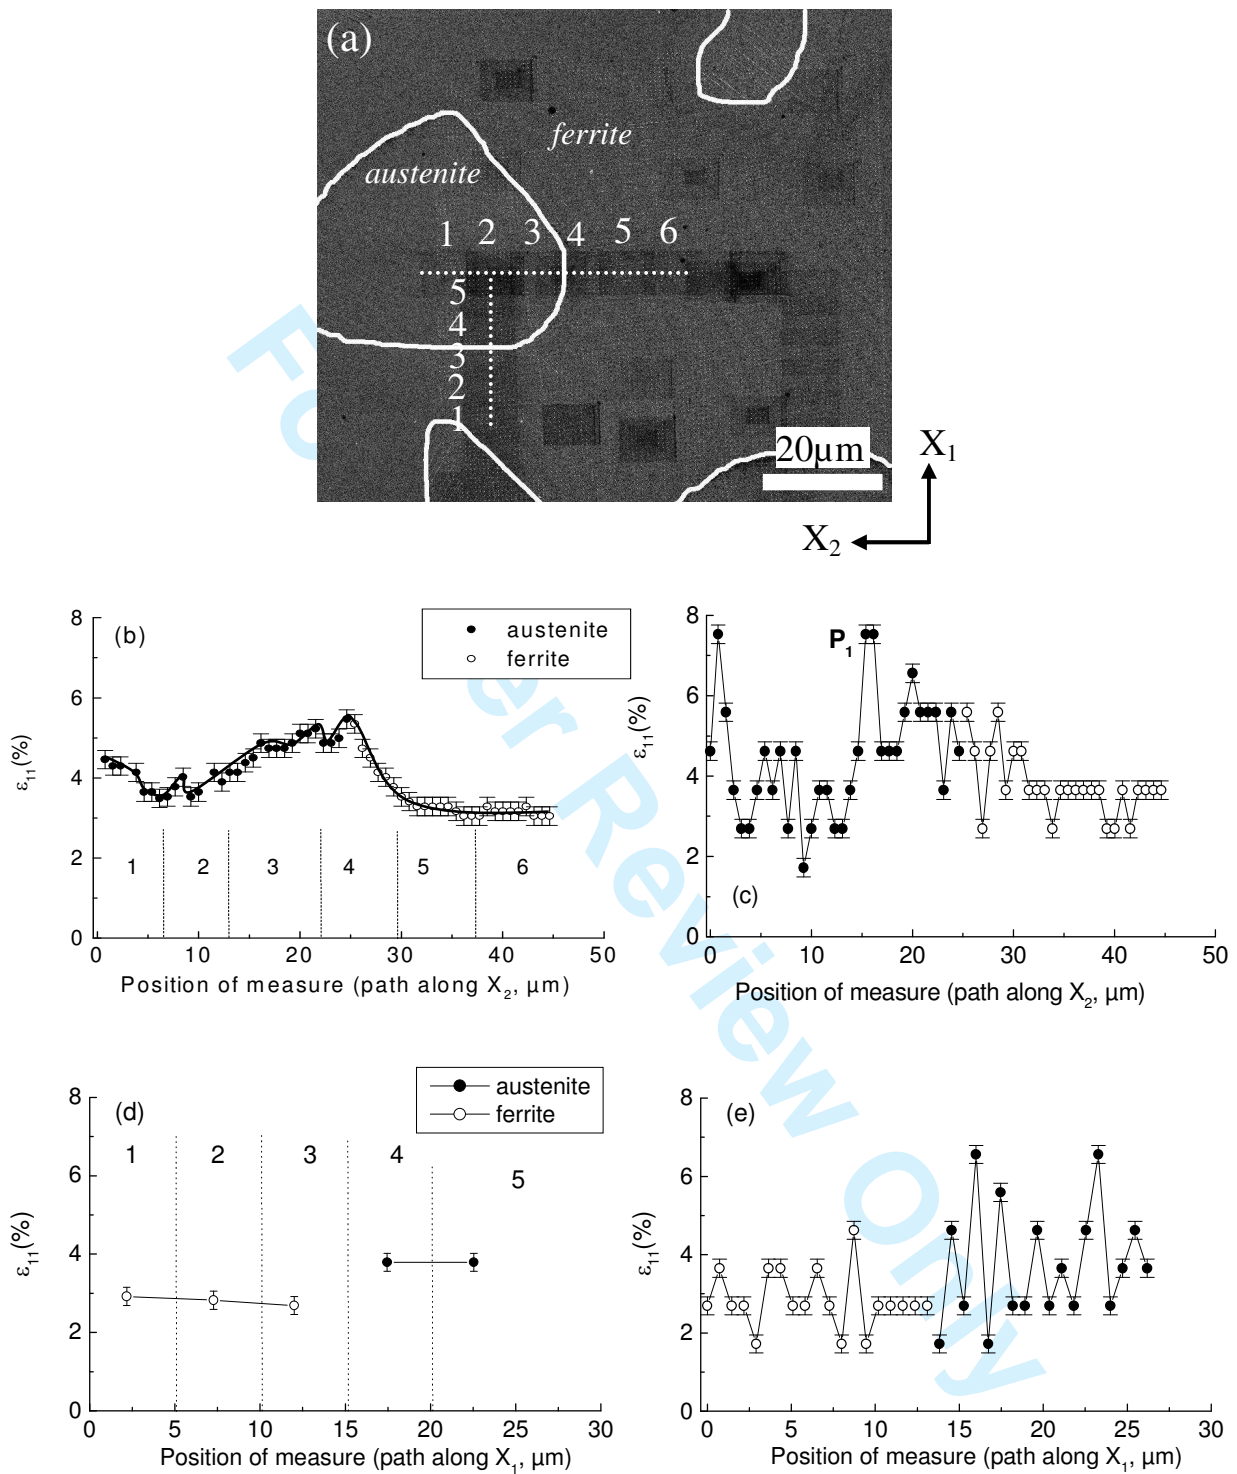 (a)
ferrite
austenite
1 2 3 4 5 6
5
4
3
2
1
20µm
X1
X2
For Peer Review Only
(b)
austenite
ferrite
ε11(%)
8
6
4
2
0
1 2 3 4 5 6
0 10 20 30 40 50
Position of measure (path along X2, µm)
(c)
P1
ε11(%)
8
6
4
2
0
0 10 20 30 40 50
Position of measure (path along X2, µm)
(d)
austenite
ferrite
ε11(%)
8
6
4
2
0
1 2 3 4 5
0 5 10 15 20 25 30
Position of measure (path along X1, µm)
(e)
ε11(%)
8
6
4
2
0
0 5 10 15 20 25 30
Position of measure (path along X1, µm)